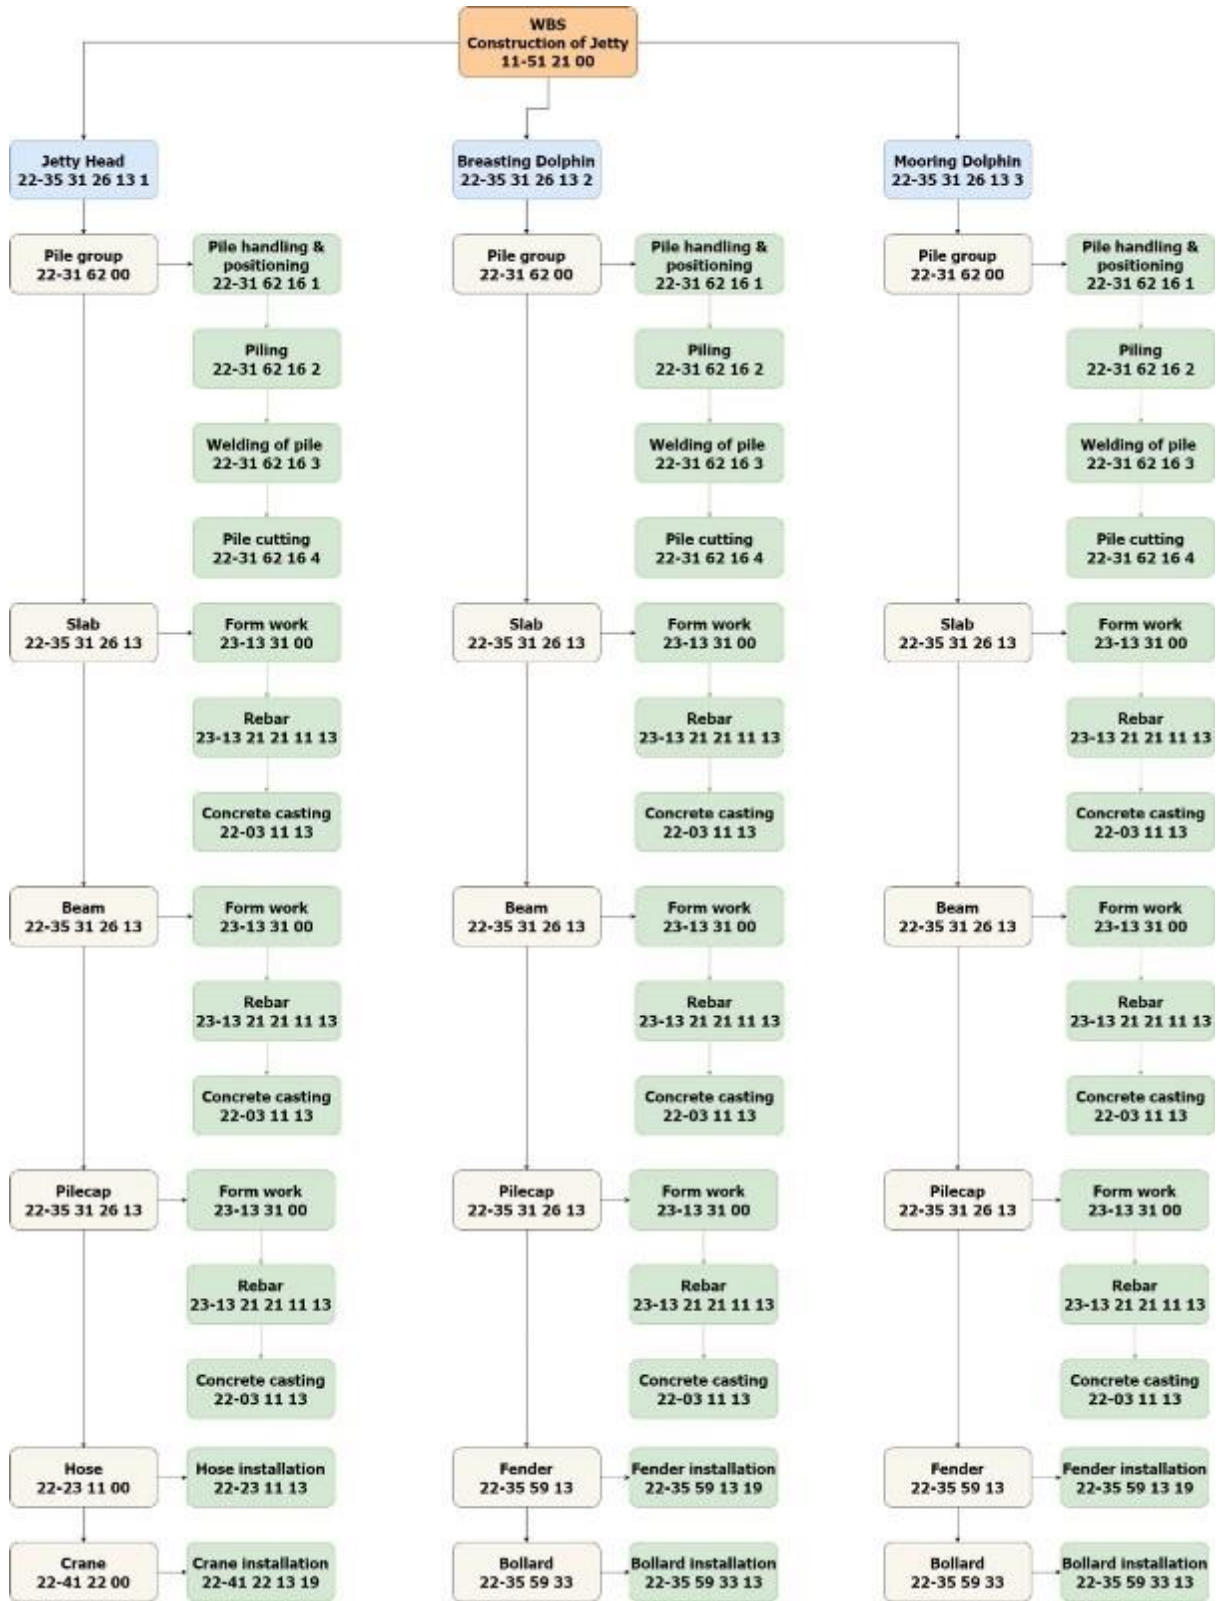 WBS
Construction of Jetty
11-51 21 00
Jetty Head
22-35 31 26 13 1
Pile group
22-31 62 00
Pile handling &
positioning
22-31 62 16 1
Piling
22-31 62 16 2
Welding of pile
22-31 62 16 3
Pile cutting
22-31 62 16 4
Slab
22-35 31 26 13
Form work
23-13 31 00
Rebar
23-13 21 21 11 13
Concrete casting
22-03 11 13
Beam
22-35 31 26 13
Form work
23-13 31 00
Rebar
23-13 21 21 11 13
Concrete casting
22-03 11 13
Pilecap
22-35 31 26 13
Form work
23-13 31 00
Rebar
23-13 21 21 11 13
Concrete casting
22-03 11 13
Hose
22-23 11 00
Hose installation
22-23 11 13
Crane
22-41 22 00
Crane installation
22-41 22 13 19
Breasting Dolphin
22-35 31 26 13 2
Pile group
22-31 62 00
Pile handling &
positioning
22-31 62 16 1
Piling
22-31 62 16 2
Welding of pile
22-31 62 16 3
Pile cutting
22-31 62 16 4
Slab
22-35 31 26 13
Form work
23-13 31 00
Rebar
23-13 21 21 11 13
Concrete casting
22-03 11 13
Beam
22-35 31 26 13
Form work
23-13 31 00
Rebar
23-13 21 21 11 13
Concrete casting
22-03 11 13
Pilecap
22-35 31 26 13
Form work
23-13 31 00
Rebar
23-13 21 21 11 13
Concrete casting
22-03 11 13
Fender
22-35 59 13
Fender installation
22-35 59 13 19
Bollard
22-35 59 33
Bollard installation
22-35 59 33 13
Mooring Dolphin
22-35 31 26 13 3
Pile group
22-31 62 00
Pile handling &
positioning
22-31 62 16 1
Piling
22-31 62 16 2
Welding of pile
22-31 62 16 3
Pile cutting
22-31 62 16 4
Slab
22-35 31 26 13
Form work
23-13 31 00
Rebar
23-13 21 21 11 13
Concrete casting
22-03 11 13
Beam
22-35 31 26 13
Form work
23-13 31 00
Rebar
23-13 21 21 11 13
Concrete casting
22-03 11 13
Pilecap
22-35 31 26 13
Form work
23-13 31 00
Rebar
23-13 21 21 11 13
Concrete casting
22-03 11 13
Fender
22-35 59 13
Fender installation
22-35 59 13 19
Bollard
22-35 59 33
Bollard installation
22-35 59 33 13